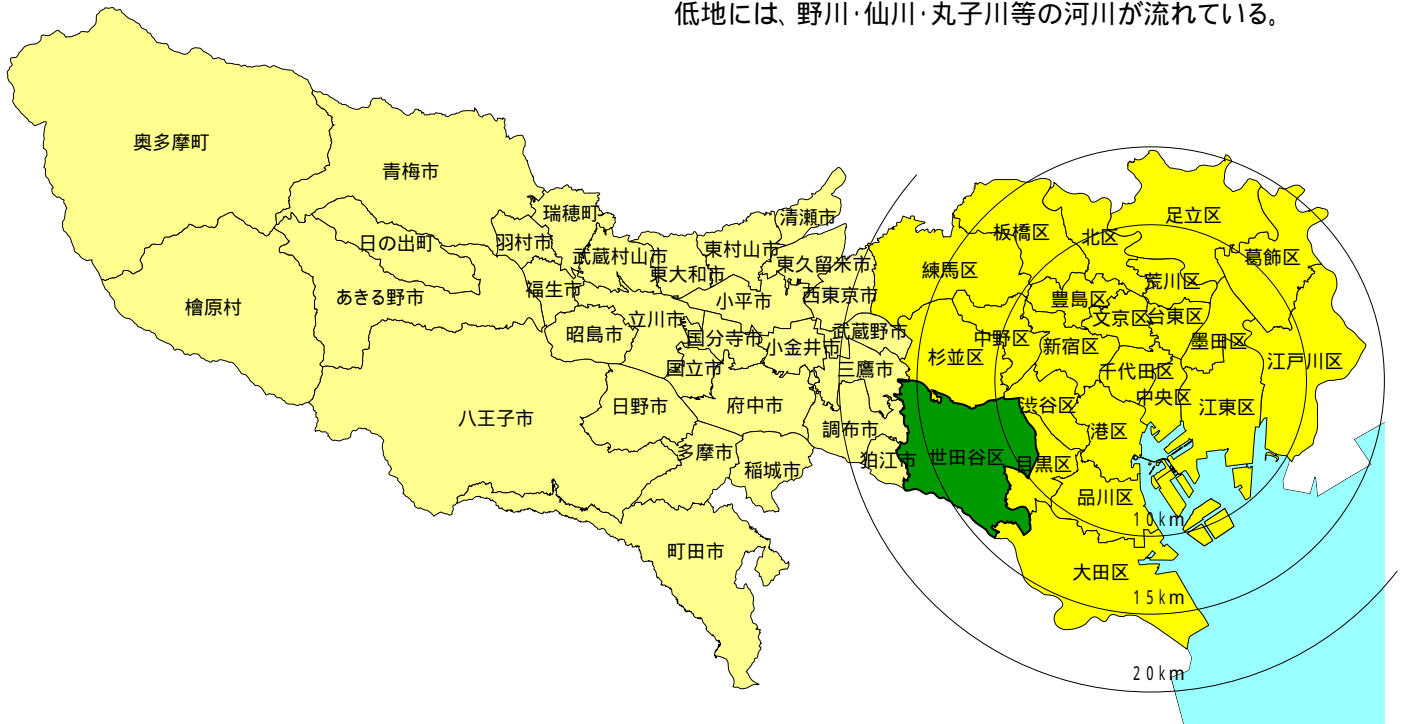 低地には、野川・仙川・丸子川等の河川が流れている。
奥多摩町
青梅市
瑞穂町
清瀬市
足立区
板橋区
北区
日の出町
羽村市
武蔵村山市
東村山市
東久留米市
練馬区
葛飾区
東大和市
荒川区
檜原村
あきる野市
福生市
小平市
西東京市
豊島区
文京区
台東区
立川市
昭島市
国分寺市
小金井市
武蔵野市
中野区
新宿区
墨田区
杉並区
江戸川区
国立市
三鷹市
千代田区
中央区
八王子市
日野市
府中市
渋谷区
江東区
調布市
港区
多摩市
狛江市
世田谷区
目黒区
稲城市
品川区
10km
町田市
大田区
15km
20km